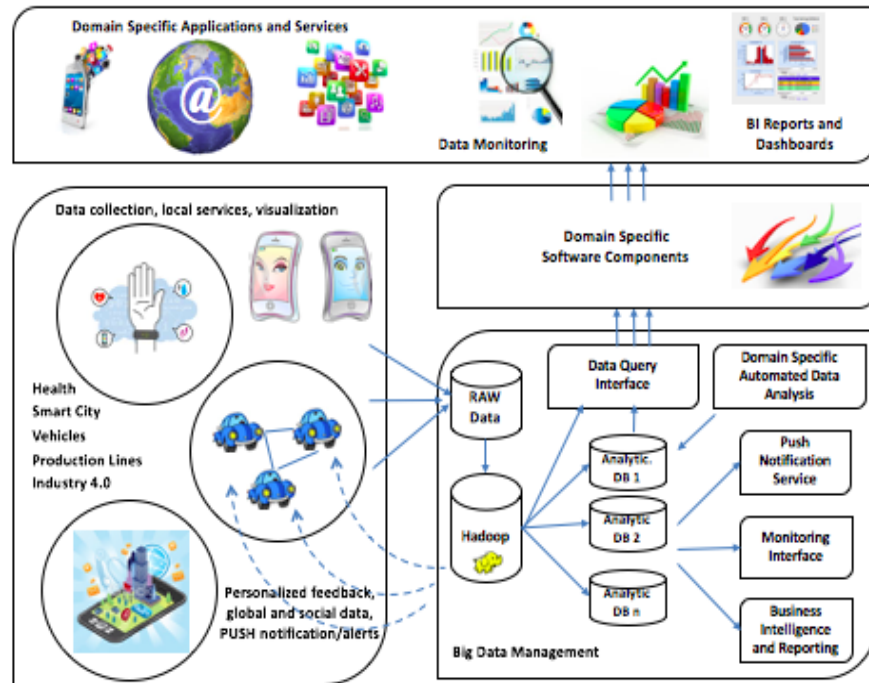 Domain Specific Applications and Services
@
Data Monitoring
BI Reports and
Dashboards
Data collection, local services, visualization
Domain Specific
Software Components
Health
Smart City
Vehicles
Production Lines
Industry 4.0
Personalized feedback,
global and social data,
PUSH notification/alerts
RAW
Data
Hadoop
Data Query
Interface
Domain Specific
Automated Data
Analysis
Analytic.
DB 1
Analytic
DB 2
Analytic
DB n
Push
Notification
Service
Monitoring
Interface
Business
Intelligence
and Reporting
Big Data Management